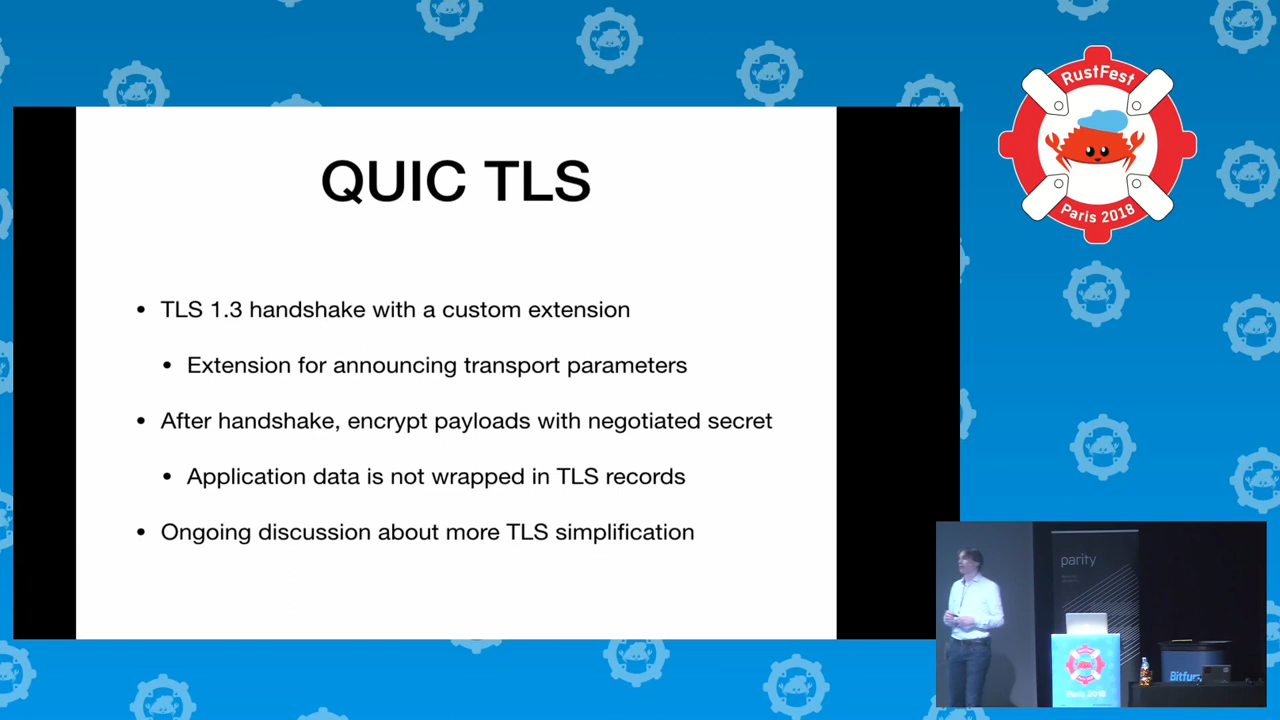 QUIC TLS
• TLS 1.3 handshake with a custom extension
• Extension for announcing transport parameters
• After handshake, encrypt payloads with negotiated secret
• Application data is not wrapped in TLS records
• Ongoing discussion about more TLS simplification
RustFest
Paris 2018
parity
Paris 2018